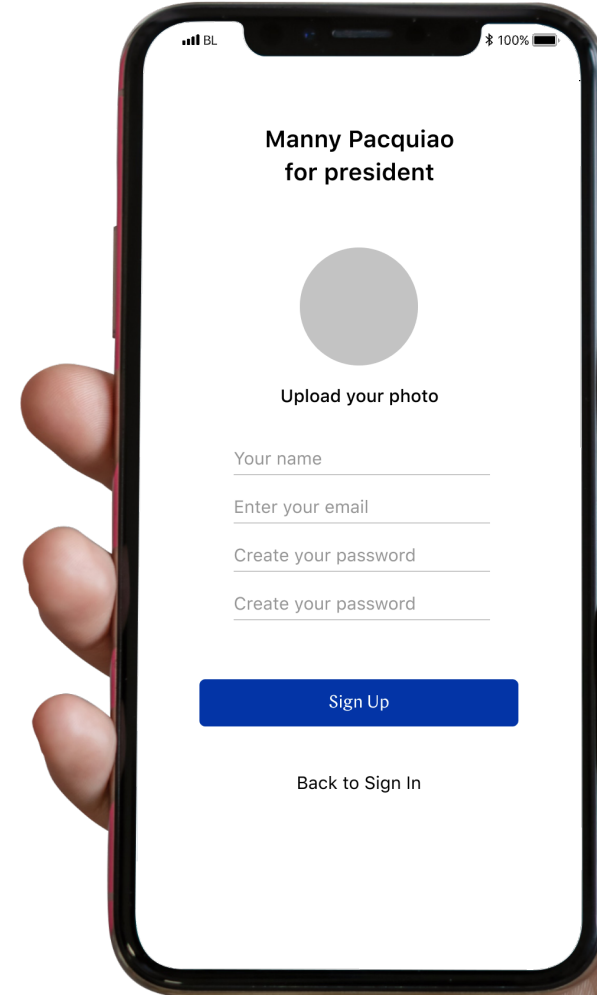 BL 100%
Manny Pacquiao
for president
Upload your photo
Your name
Enter your email
Create your password
Create your password
Sign Up
Back to Sign In